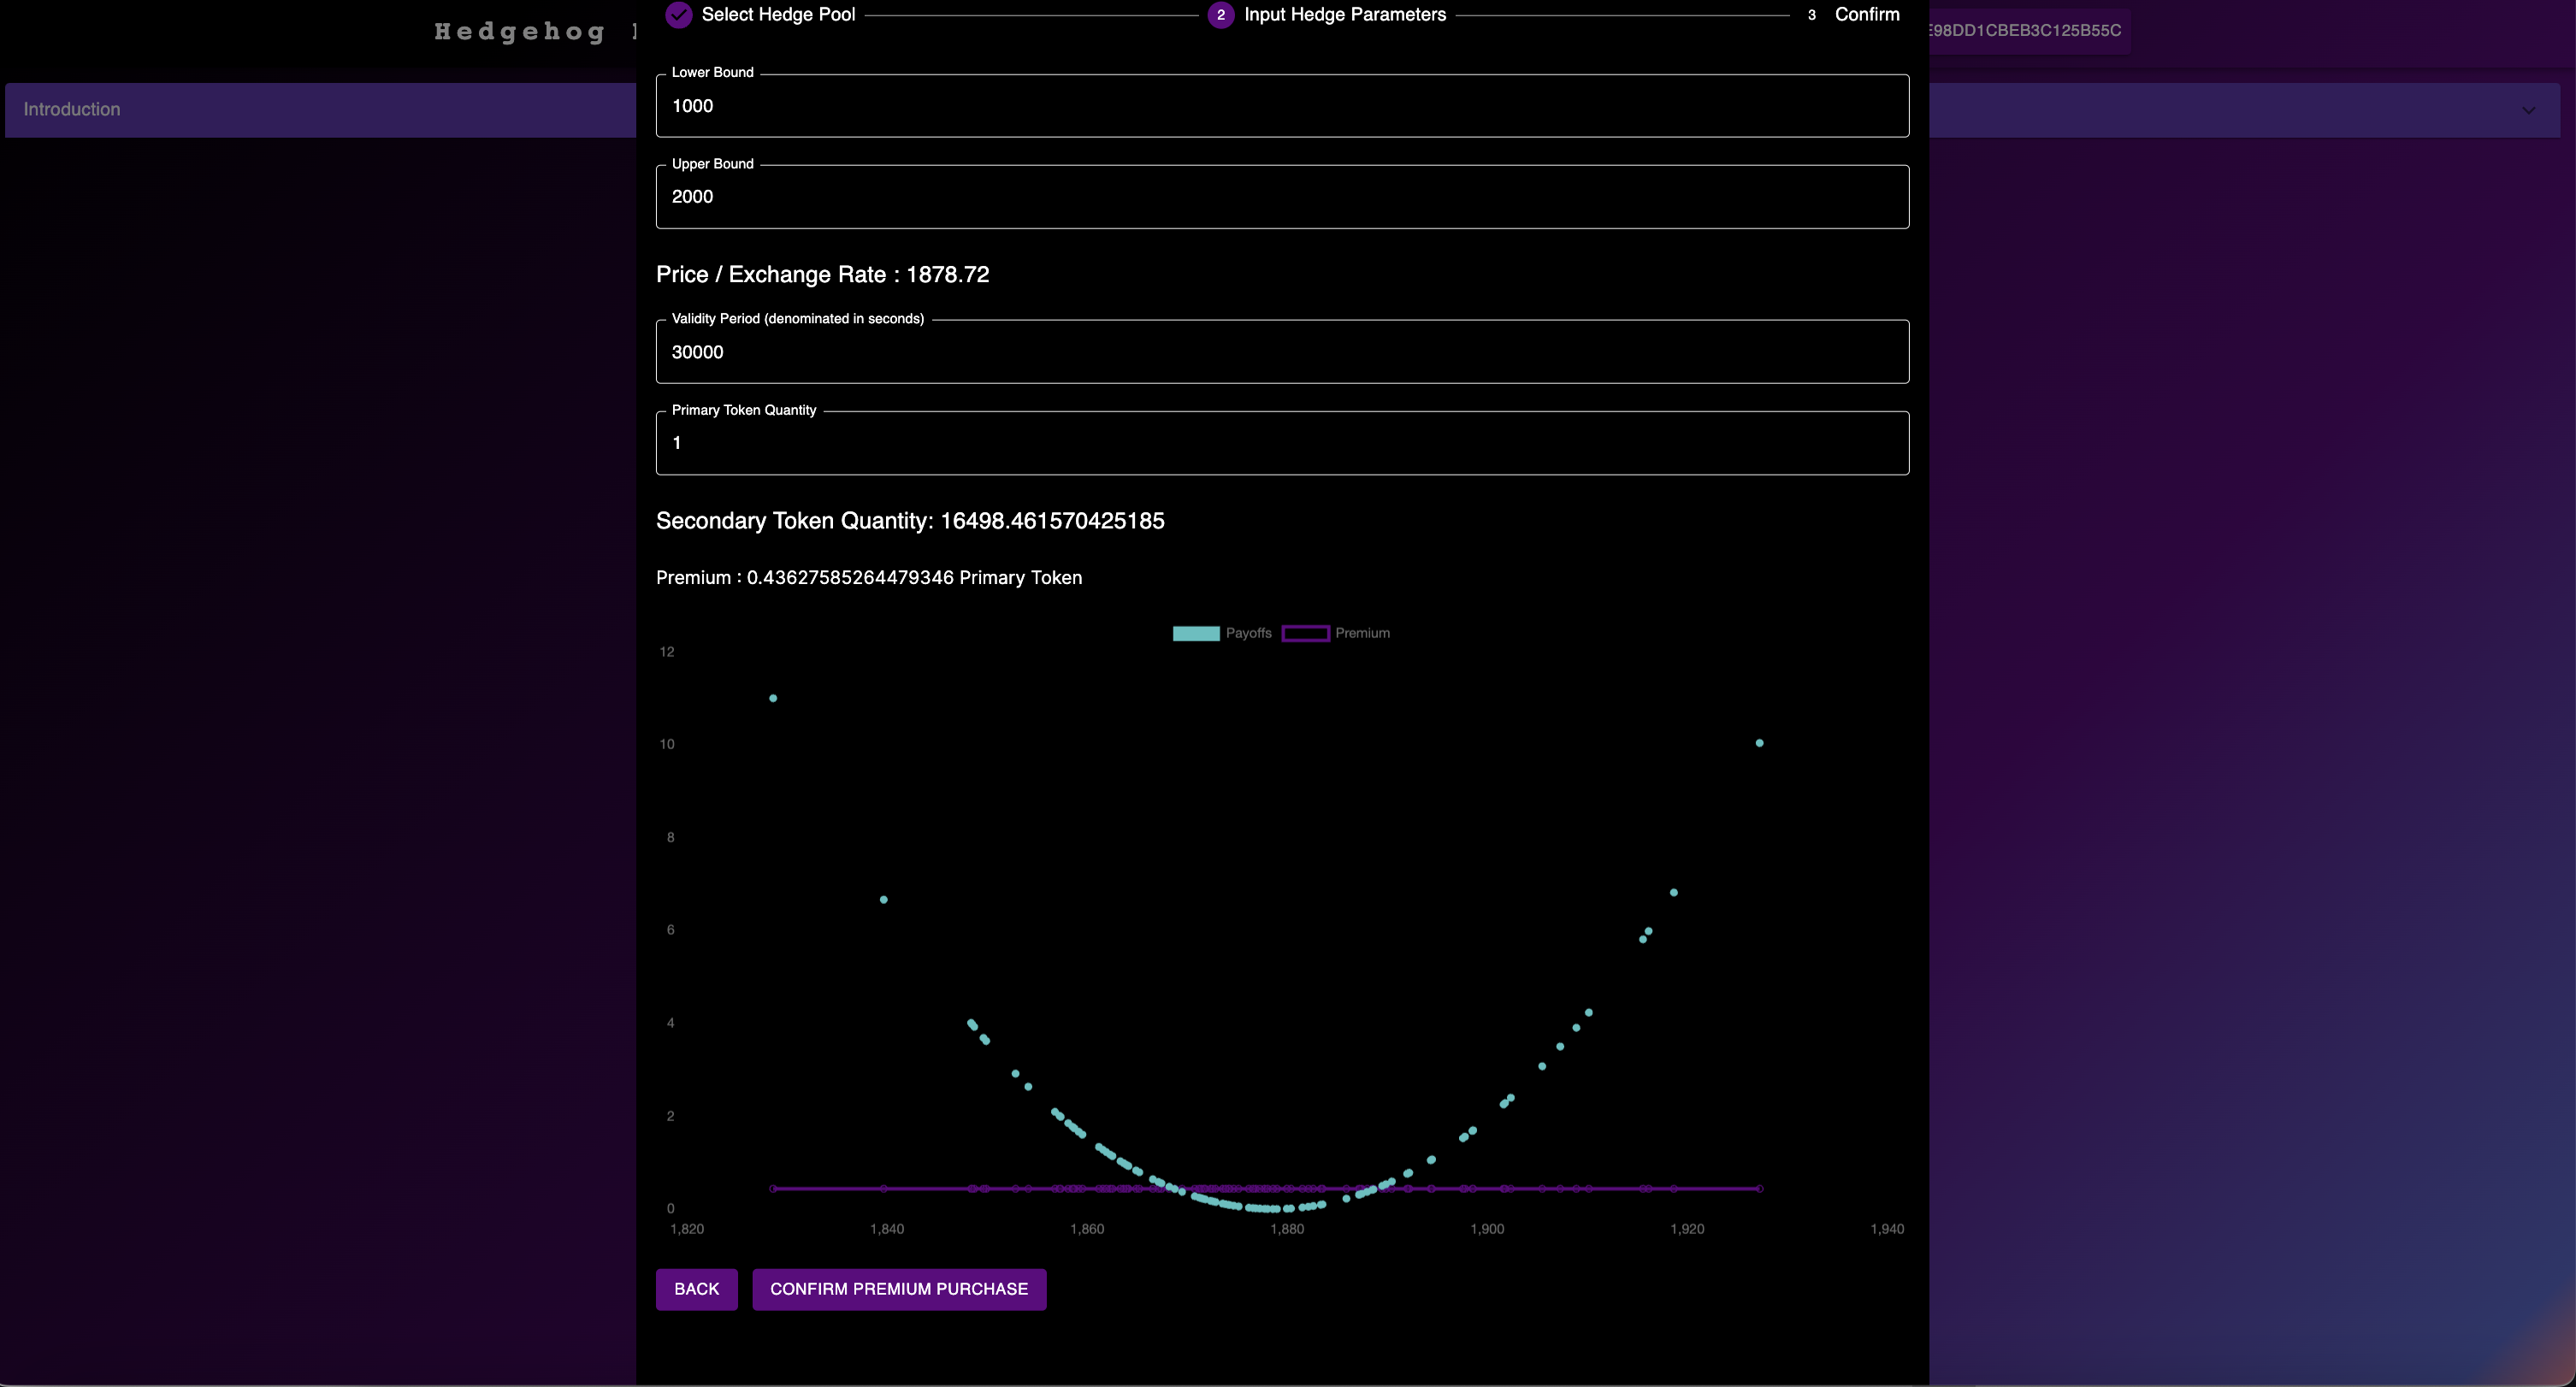 Hedgehog
Select Hedge Pool
2 Input Hedge Parameters
3 Confirm
E98DD1CBEB3C125B55C
Introduction
Lower Bound
1000
Upper Bound
2000
Price / Exchange Rate : 1878.72
Validity Period (denominated in seconds)
30000
Primary Token Quantity
1
Secondary Token Quantity: 16498.461570425185
Premium : 0.43627585264479346 Primary Token
Payoffs Premium
12
10
8
6
4
2
0
1,820 1,840 1,860 1,880 1,900 1,920 1,940
BACK CONFIRM PREMIUM PURCHASE